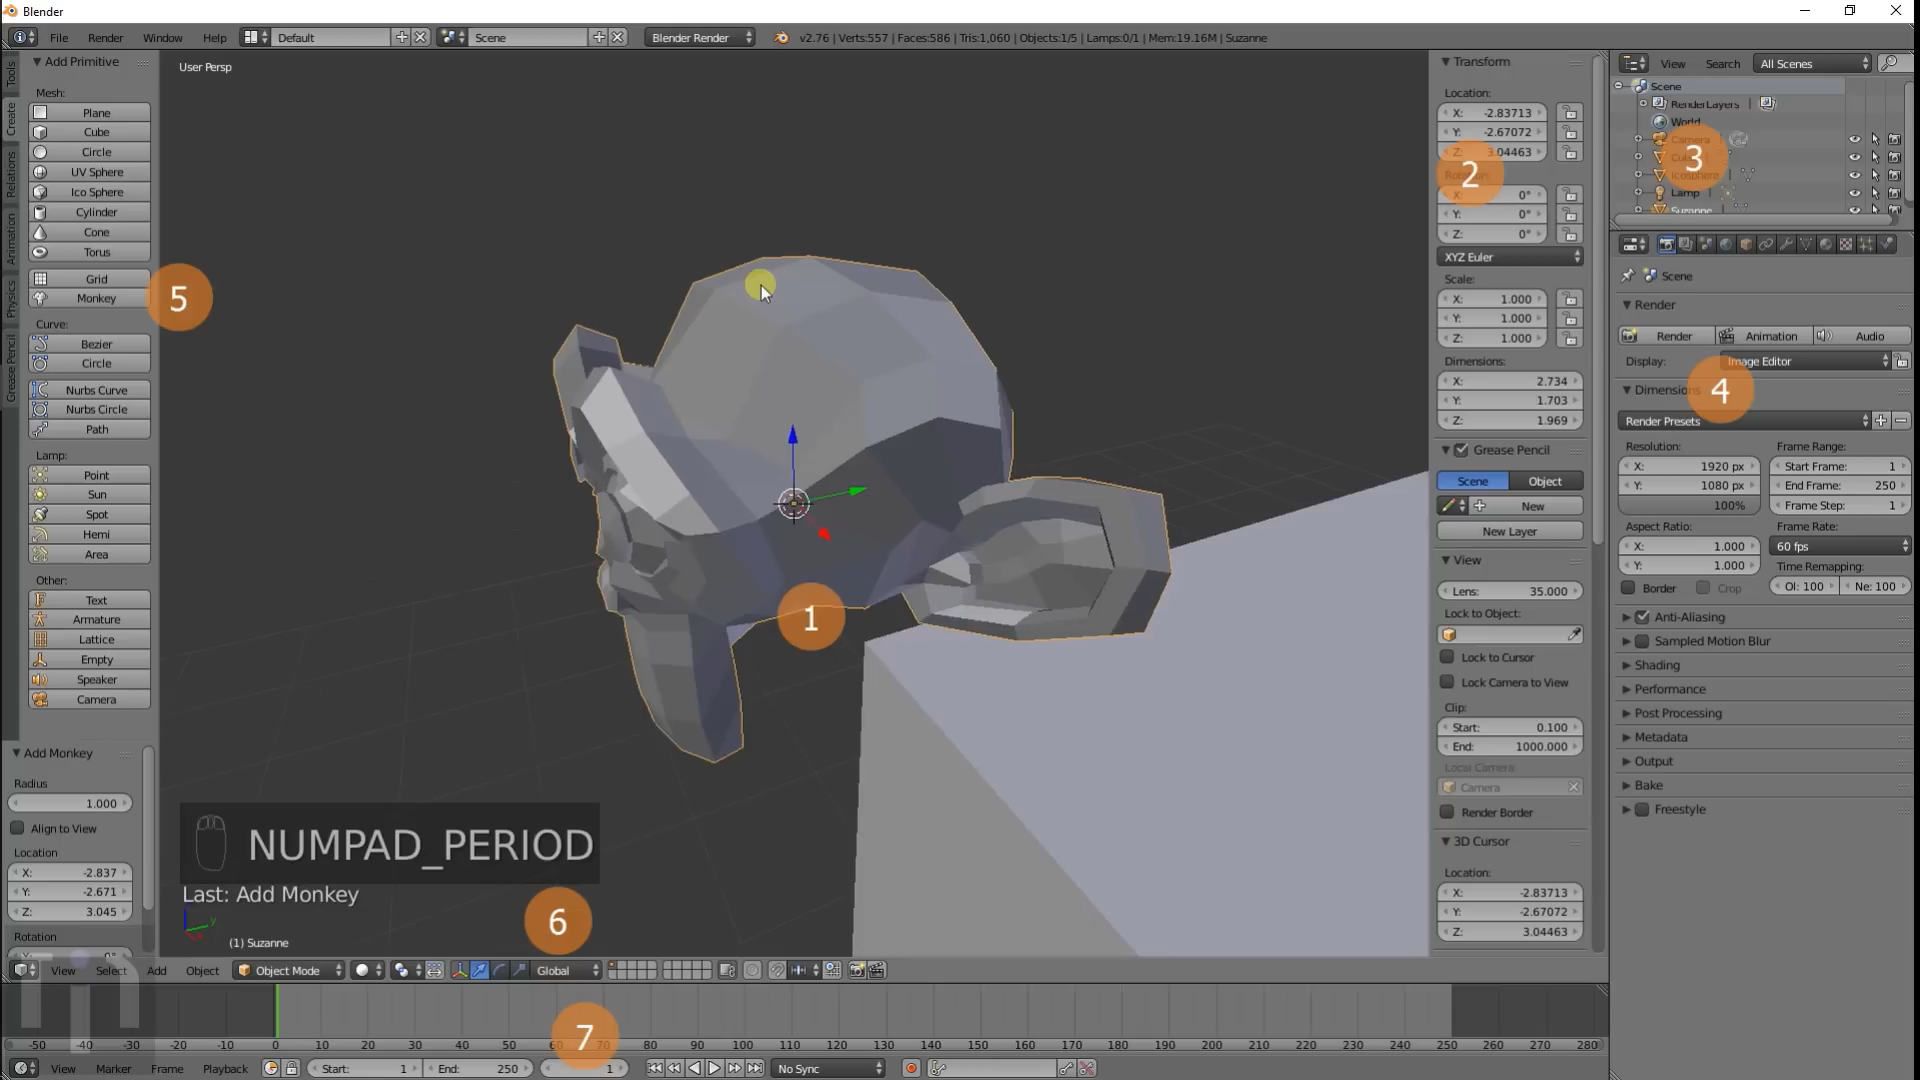 Blender
File Render Window Help Default Scene Blender Render v2.76 | Verts:557 | Faces:586 | Tris:1,060 | Objects:1/5 | Lamps:0/1 | Mem:19.16M | Suzanne
Tools
Create
Relations
Animation
Physics
Grease Pencil
Add Primitive
Mesh:
Plane
Cube
Circle
UV Sphere
Ico Sphere
Cylinder
Cone
Torus
Grid
Monkey
5
Curve:
Bezier
Circle
Nurbs Curve
Nurbs Circle
Path
Lamp:
Point
Sun
Spot
Hemi
Area
Other:
Text
Armature
Lattice
Empty
Speaker
Camera
Add Monkey
Radius
1.000
Align to View
Location
X: -2.837
Y: -2.671
Z: 3.045
Rotation
User Persp
1
NUMPAD_PERIOD
Last: Add Monkey
6
(1) Suzanne
Transform
Location:
X: -2.83713
Y: -2.67072
Z: 3.04463
2
X: 0°
Y: 0°
Z: 0°
XYZ Euler
Scale:
X: 1.000
Y: 1.000
Z: 1.000
Dimensions:
X: 2.734
Y: 1.703
Z: 1.969
Grease Pencil
Scene Object
New
New Layer
View
Lens: 35.000
Lock to Object:
Lock to Cursor
Lock Camera to View
Clip:
Start: 0.100
End: 1000.000
Local Camera:
Camera
Render Border
3D Cursor
Location:
X: -2.83713
Y: -2.67072
Z: 3.04463
View Search All Scenes
Scene
RenderLayers |
World
Camera
3
Icosphere
Lamp
Suzanne
Scene
Render
Render Animation Audio
Display: Image Editor
Dimensions
4
Render Presets
Resolution: Frame Range:
X: 1920 px Start Frame: 1
Y: 1080 px End Frame: 250
100% Frame Step: 1
Aspect Ratio: Frame Rate:
X: 1.000 60 fps
Y: 1.000 Time Remapping:
Border Crop Ol: 100 Ne: 100
Anti-Aliasing
Sampled Motion Blur
Shading
Performance
Post Processing
Metadata
Output
Bake
Freestyle
View Select Add Object Object Mode Global
7
-50 -40 -30 -20 -10 0 10 20 30 40 50 60 70 80 90 100 110 120 130 140 150 160 170 180 190 200 210 220 230 240 250 260 270 280
View Marker Frame Playback Start: 1 End: 250 1 No Sync